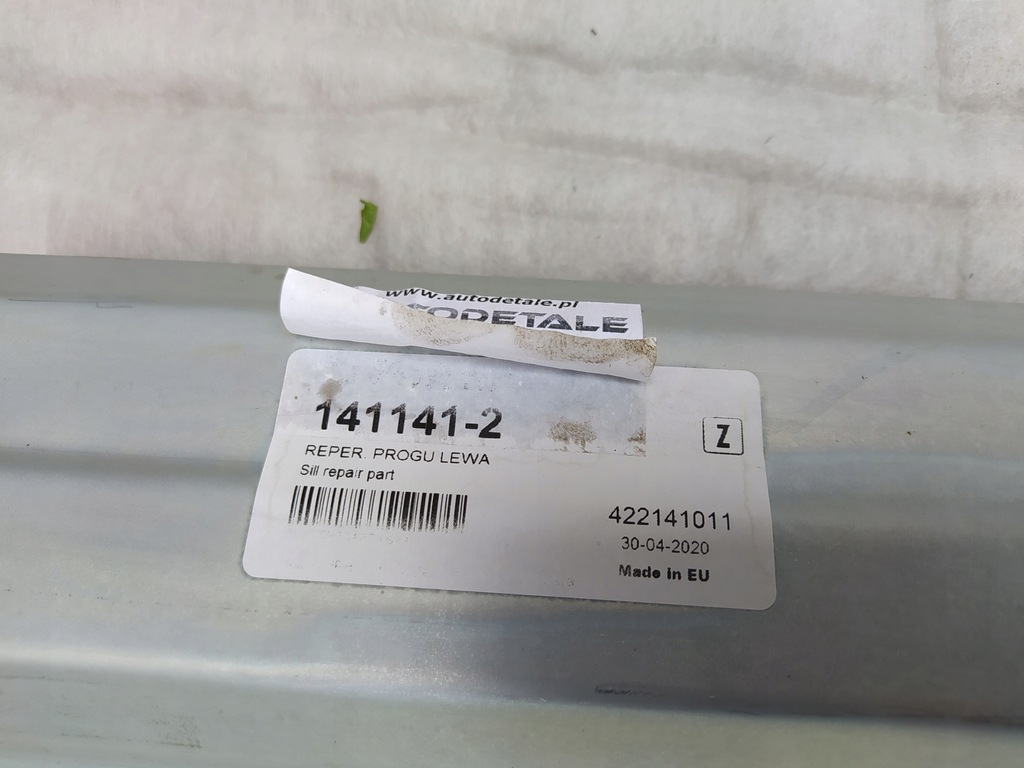 www.autodetale.pl
ODETALE
141141-2
REPER. PROGU LEWA
Sill repair part
Z
422141011
30-04-2020
Made in EU